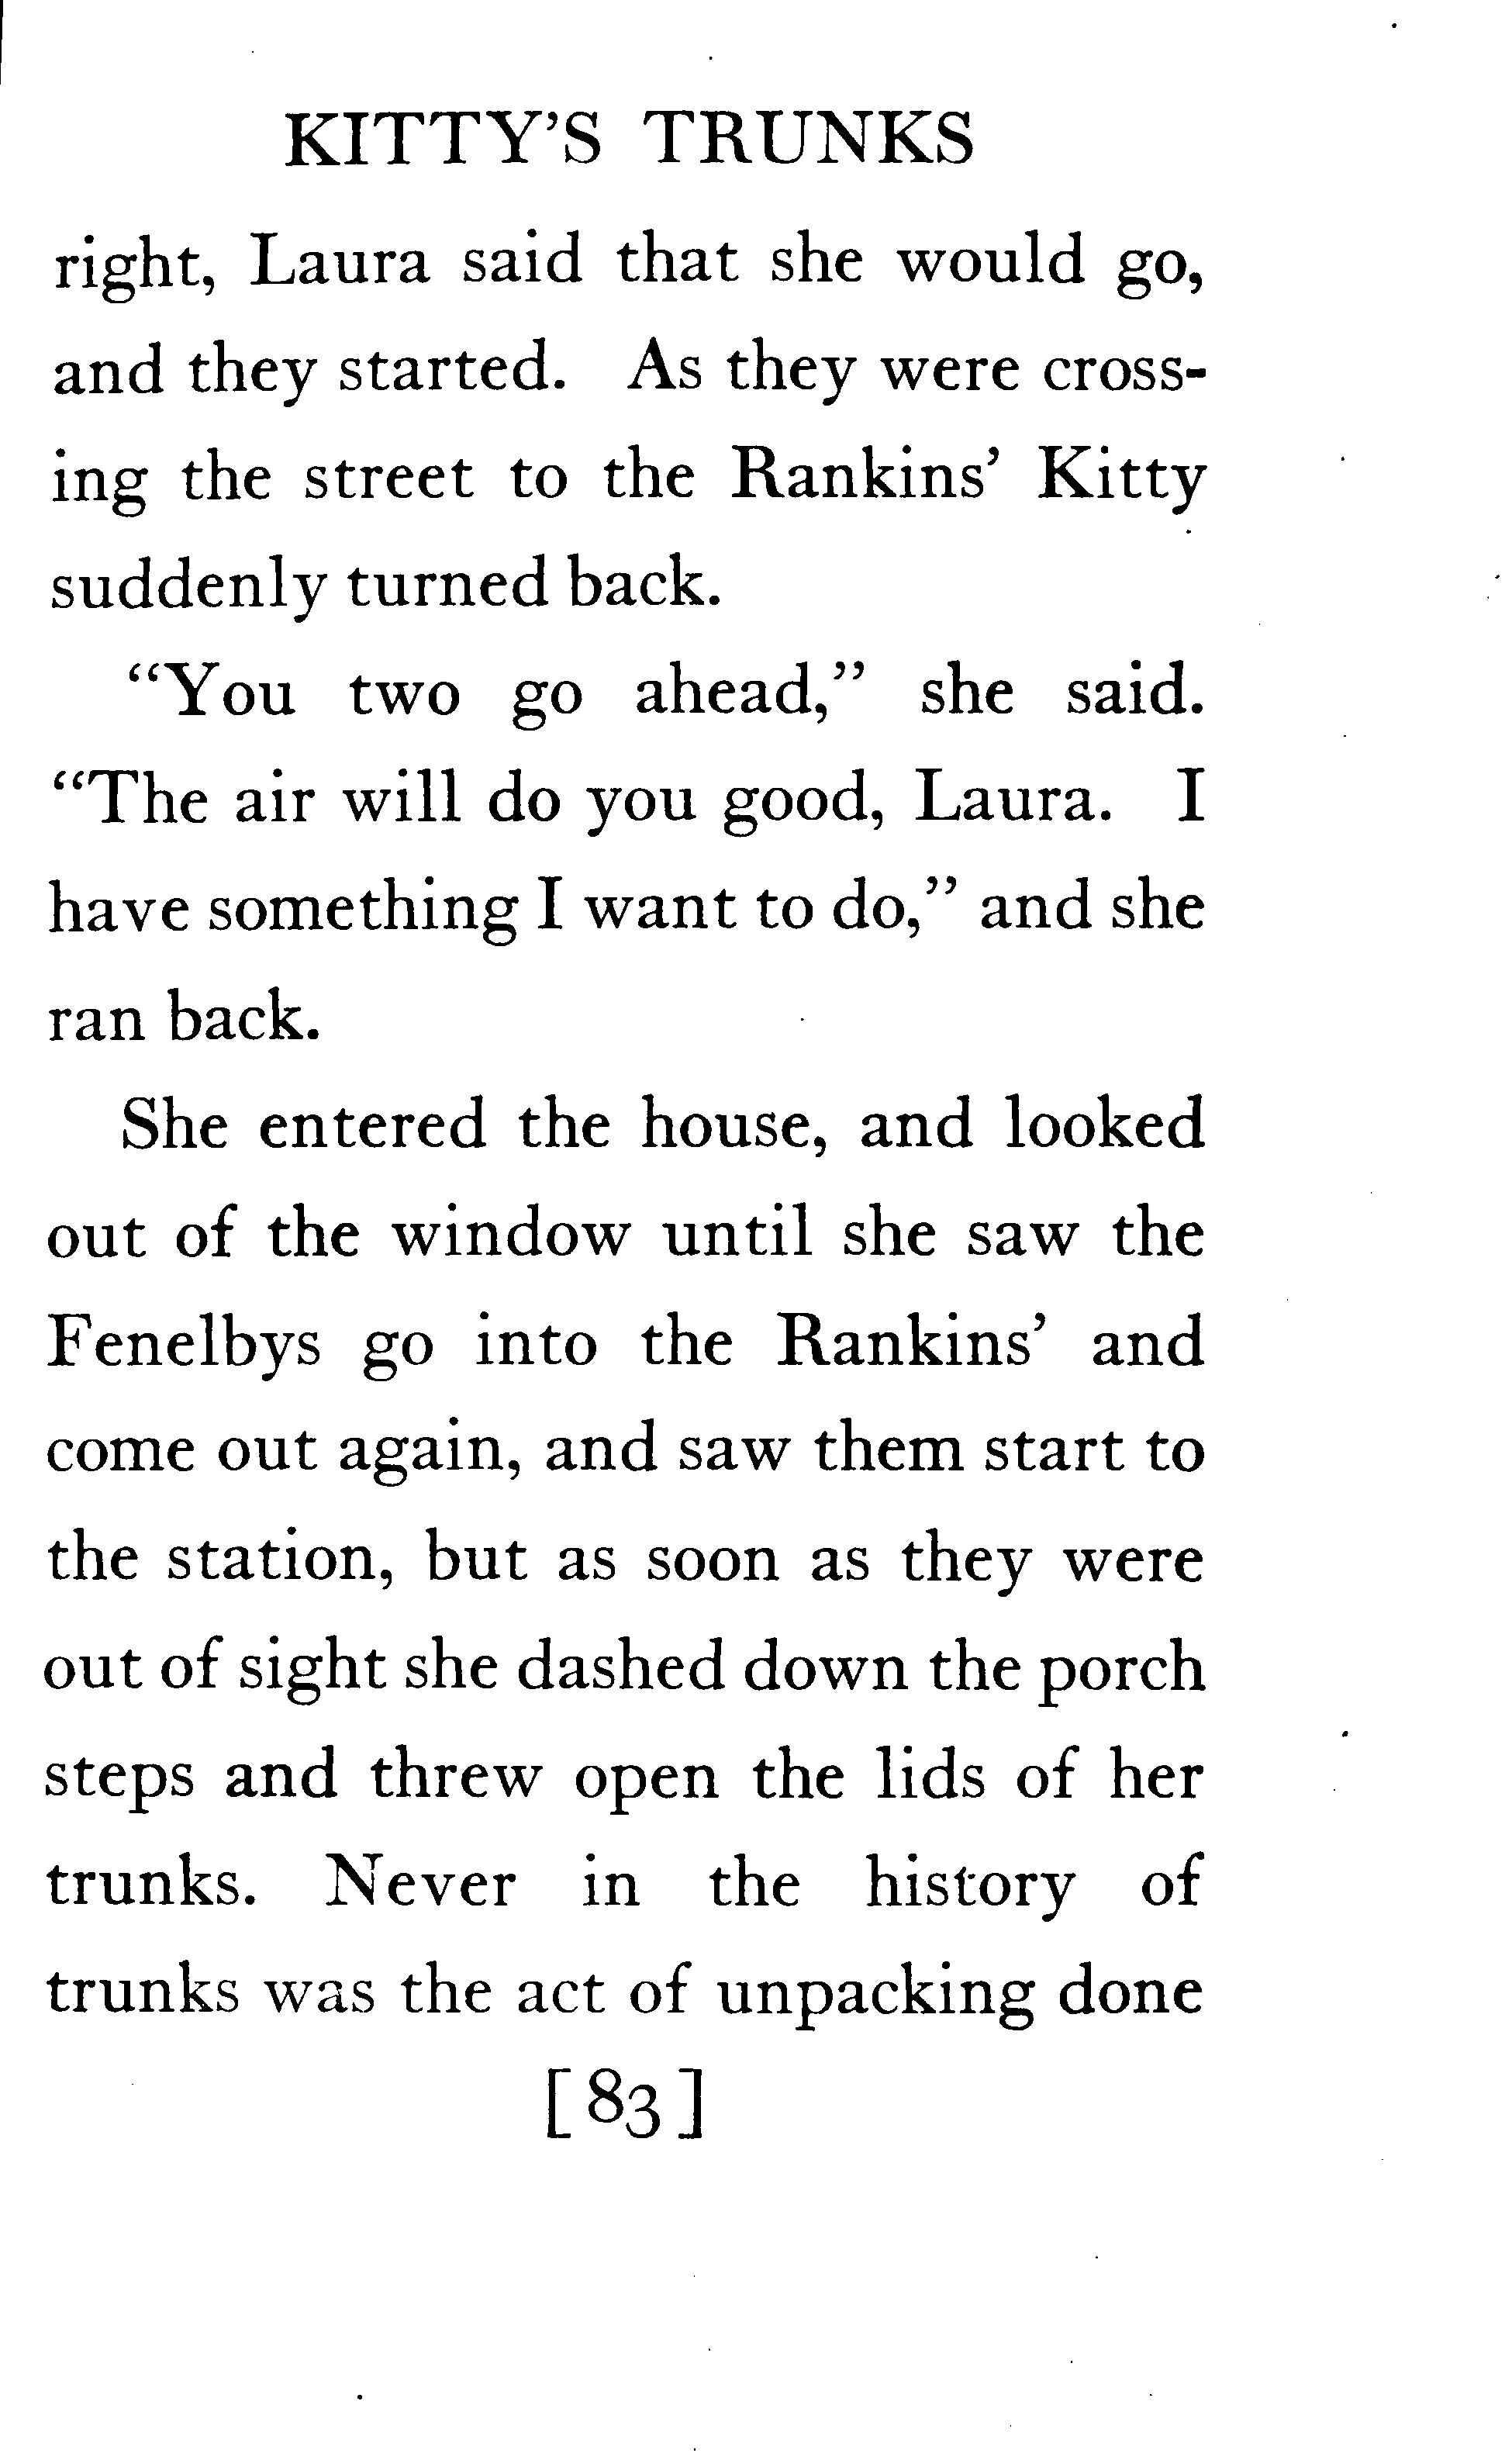 KITTY'S TRUNKS
right, Laura said that she would go,
and they started. As they were cross-
ing the street to the Rankins' Kitty
suddenly turned back.
“You two go ahead,” she said.
“The air will do you good, Laura. I
have something I want to do,” and she
ran back.
She entered the house, and looked
out of the window until she saw the
Fenelbys go into the Rankins' and
come out again, and saw them start to
the station, but as soon as they were
out of sight she dashed down the porch
steps and threw open the lids of her
trunks. Never in the history of
trunks was the act of unpacking done
[83]